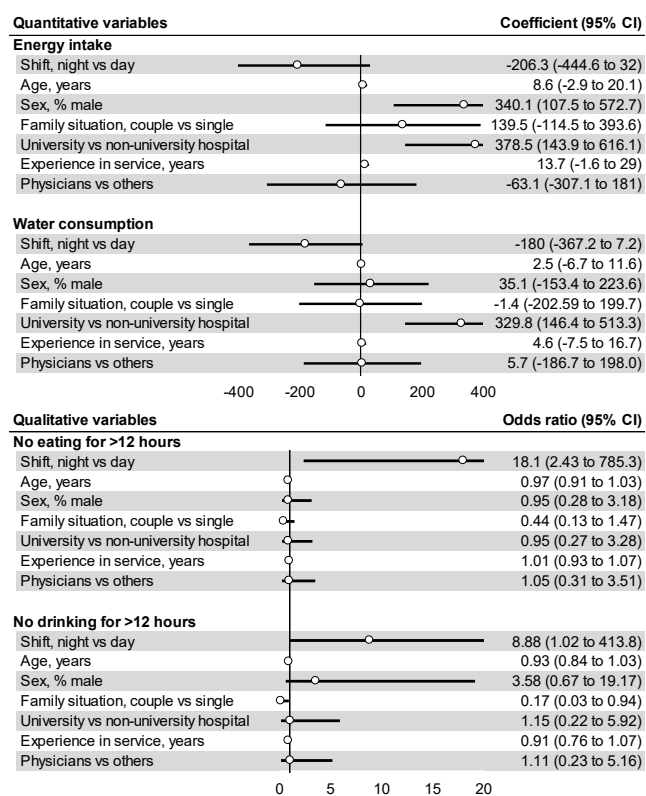 Quantitative variables Coefficient (95% CI)
Energy intake
Shift, night vs day -206.3 (-444.6 to 32)
Age, years 8.6 (-2.9 to 20.1)
Sex, % male 340.1 (107.5 to 572.7)
Family situation, couple vs single 139.5 (-114.5 to 393.6)
University vs non-university hospital 378.5 (143.9 to 616.1)
Experience in service, years 13.7 (-1.6 to 29)
Physicians vs others -63.1 (-307.1 to 181)
Water consumption
Shift, night vs day -180 (-367.2 to 7.2)
Age, years 2.5 (-6.7 to 11.6)
Sex, % male 35.1 (-153.4 to 223.6)
Family situation, couple vs single -1.4 (-202.59 to 199.7)
University vs non-university hospital 329.8 (146.4 to 513.3)
Experience in service, years 4.6 (-7.5 to 16.7)
Physicians vs others 5.7 (-186.7 to 198.0)
-400 -200 0 200 400
Qualitative variables Odds ratio (95% CI)
No eating for >12 hours
Shift, night vs day 18.1 (2.43 to 785.3)
Age, years 0.97 (0.91 to 1.03)
Sex, % male 0.95 (0.28 to 3.18)
Family situation, couple vs single 0.44 (0.13 to 1.47)
University vs non-university hospital 0.95 (0.27 to 3.28)
Experience in service, years 1.01 (0.93 to 1.07)
Physicians vs others 1.05 (0.31 to 3.51)
No drinking for >12 hours
Shift, night vs day 8.88 (1.02 to 413.8)
Age, years 0.93 (0.84 to 1.03)
Sex, % male 3.58 (0.67 to 19.17)
Family situation, couple vs single 0.17 (0.03 to 0.94)
University vs non-university hospital 1.15 (0.22 to 5.92)
Experience in service, years 0.91 (0.76 to 1.07)
Physicians vs others 1.11 (0.23 to 5.16)
0 5 10 15 20